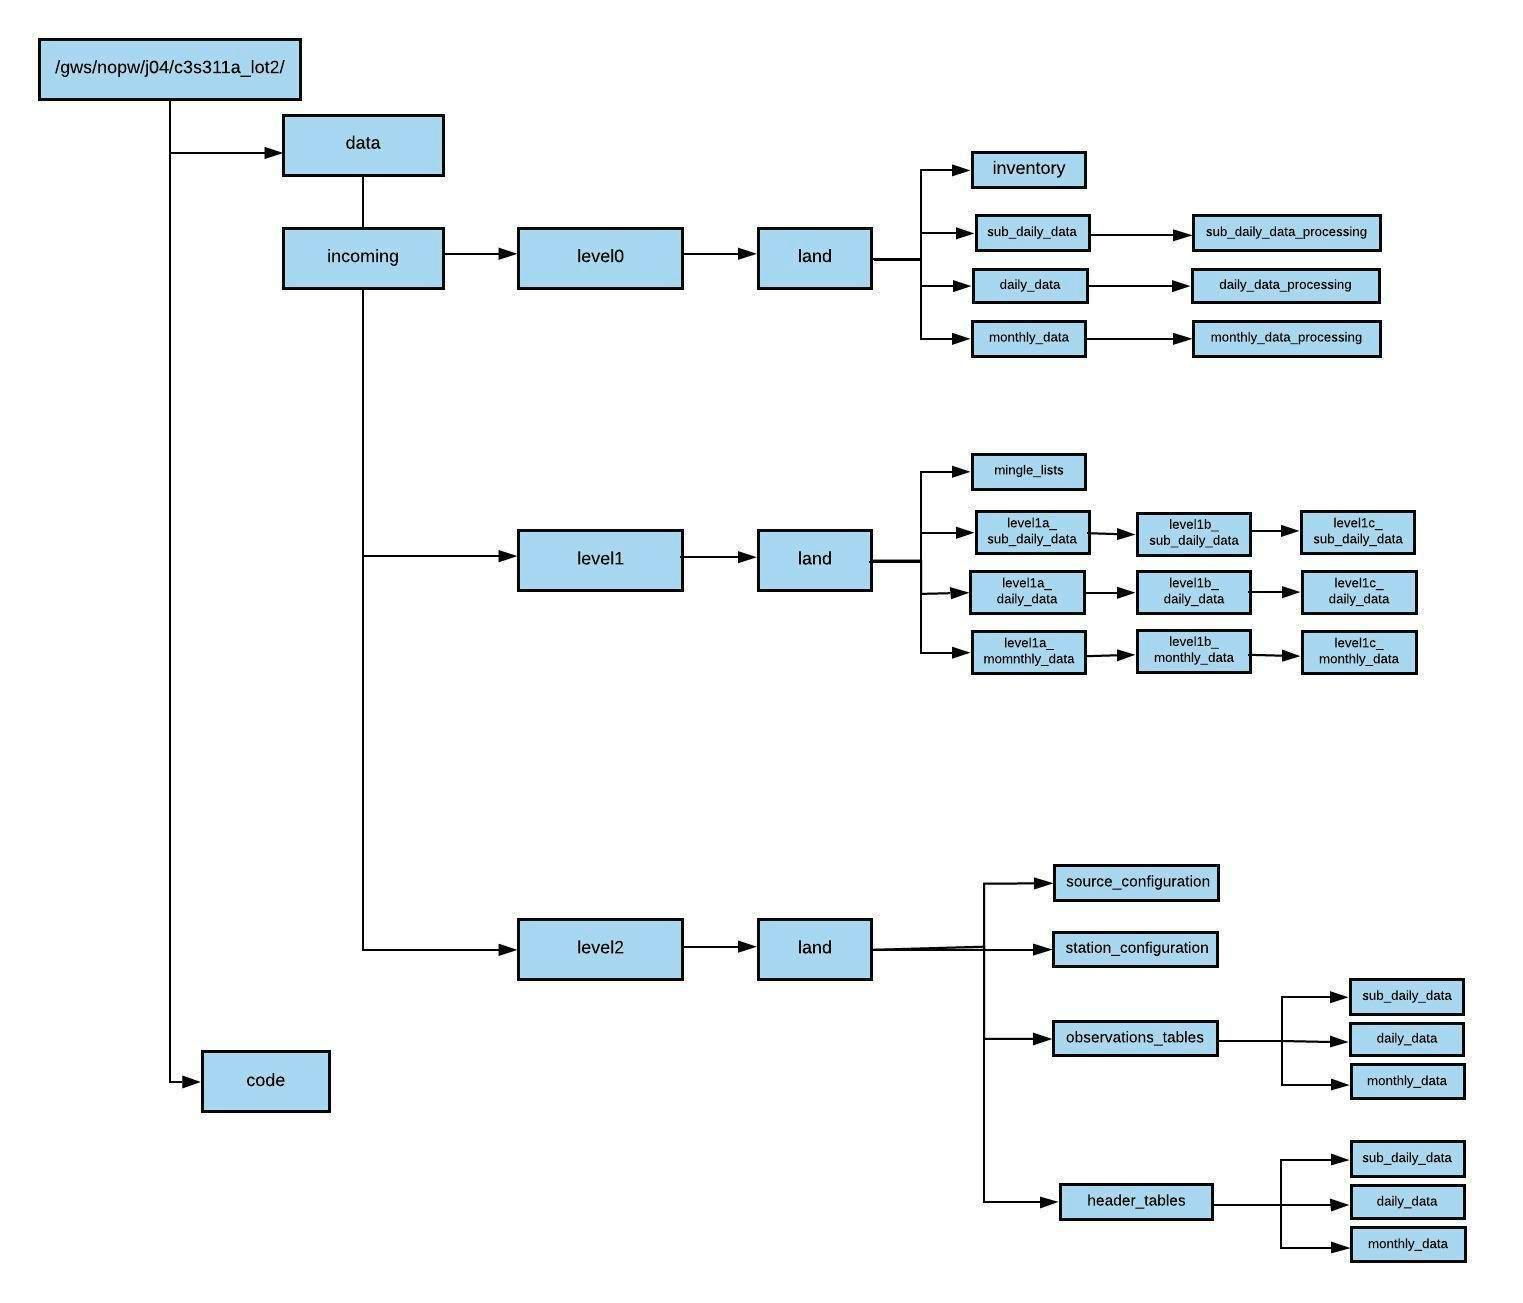 /gws/nopw/j04/c3s311a_lot2/
data
incoming
level0
land
inventory
sub_daily_data
sub_daily_data_processing
daily_data
daily_data_processing
monthly_data
monthly_data_processing
level1
land
mingle_lists
level1a_
sub_daily_data
level1b_
sub_daily_data
level1c_
sub_daily_data
level1a_
daily_data
level1b_
daily_data
level1c_
daily_data
level1a_
momnthly_data
level1b_
monthly_data
level1c_
monthly_data
level2
land
source_configuration
station_configuration
observations_tables
sub_daily_data
daily_data
monthly_data
header_tables
sub_daily_data
daily_data
monthly_data
code